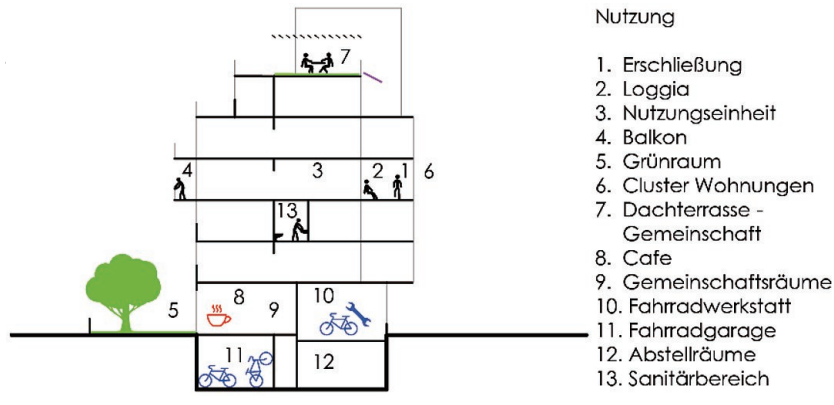 Nutzung
1. Erschließung
2. Loggia
3. Nutzungseinheit
4. Balkon
5. Grünraum
6. Cluster Wohnungen
7. Dachterrasse -
Gemeinschaft
8. Cafe
9. Gemeinschaftsräume
10. Fahrradwerkstatt
11. Fahrradgarage
12. Abstellräume
13. Sanitärbereich
7
4 3 2 1 6
13
5 8 9 10
11 12